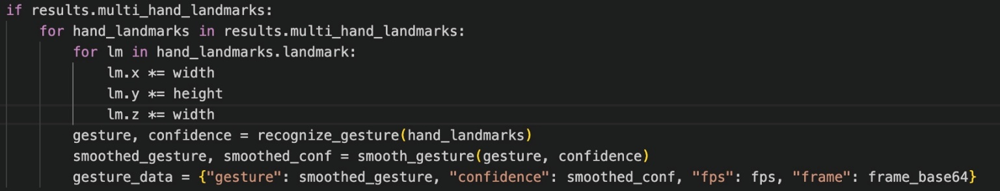 if results.multi_hand_landmarks:
    for hand_landmarks in results.multi_hand_landmarks:
        for lm in hand_landmarks.landmark:
            lm.x *= width
            lm.y *= height
            lm.z *= width
        gesture, confidence = recognize_gesture(hand_landmarks)
        smoothed_gesture, smoothed_conf = smooth_gesture(gesture, confidence)
        gesture_data = {"gesture": smoothed_gesture, "confidence": smoothed_conf, "fps": fps, "frame": frame_base64}